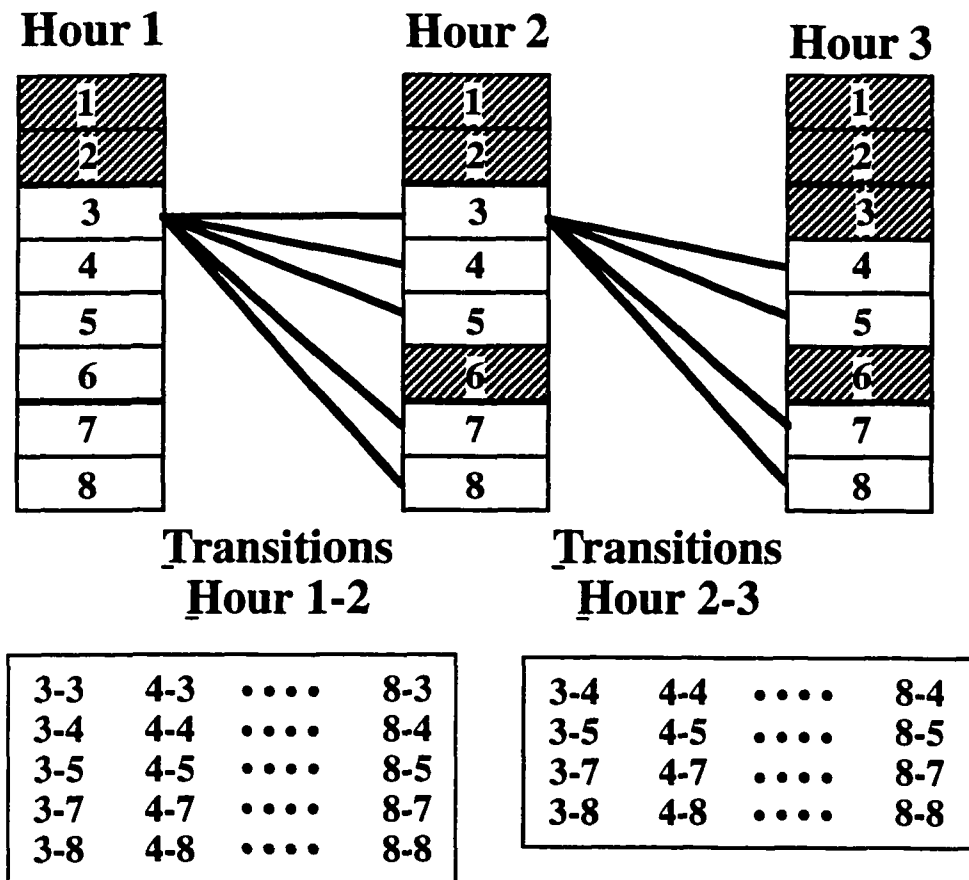 Hour 1 Hour 2 Hour 3
1 1 1
2 2 2
3 3 3
4 4 4
5 5 5
6 6 6
7 7 7
8 8 8
Transitions
Hour 1-2
Transitions
Hour 2-3
3-3 4-3 •••• 8-3
3-4 4-4 •••• 8-4
3-5 4-5 •••• 8-5
3-7 4-7 •••• 8-7
3-8 4-8 •••• 8-8
3-4 4-4 •••• 8-4
3-5 4-5 •••• 8-5
3-7 4-7 •••• 8-7
3-8 4-8 •••• 8-8